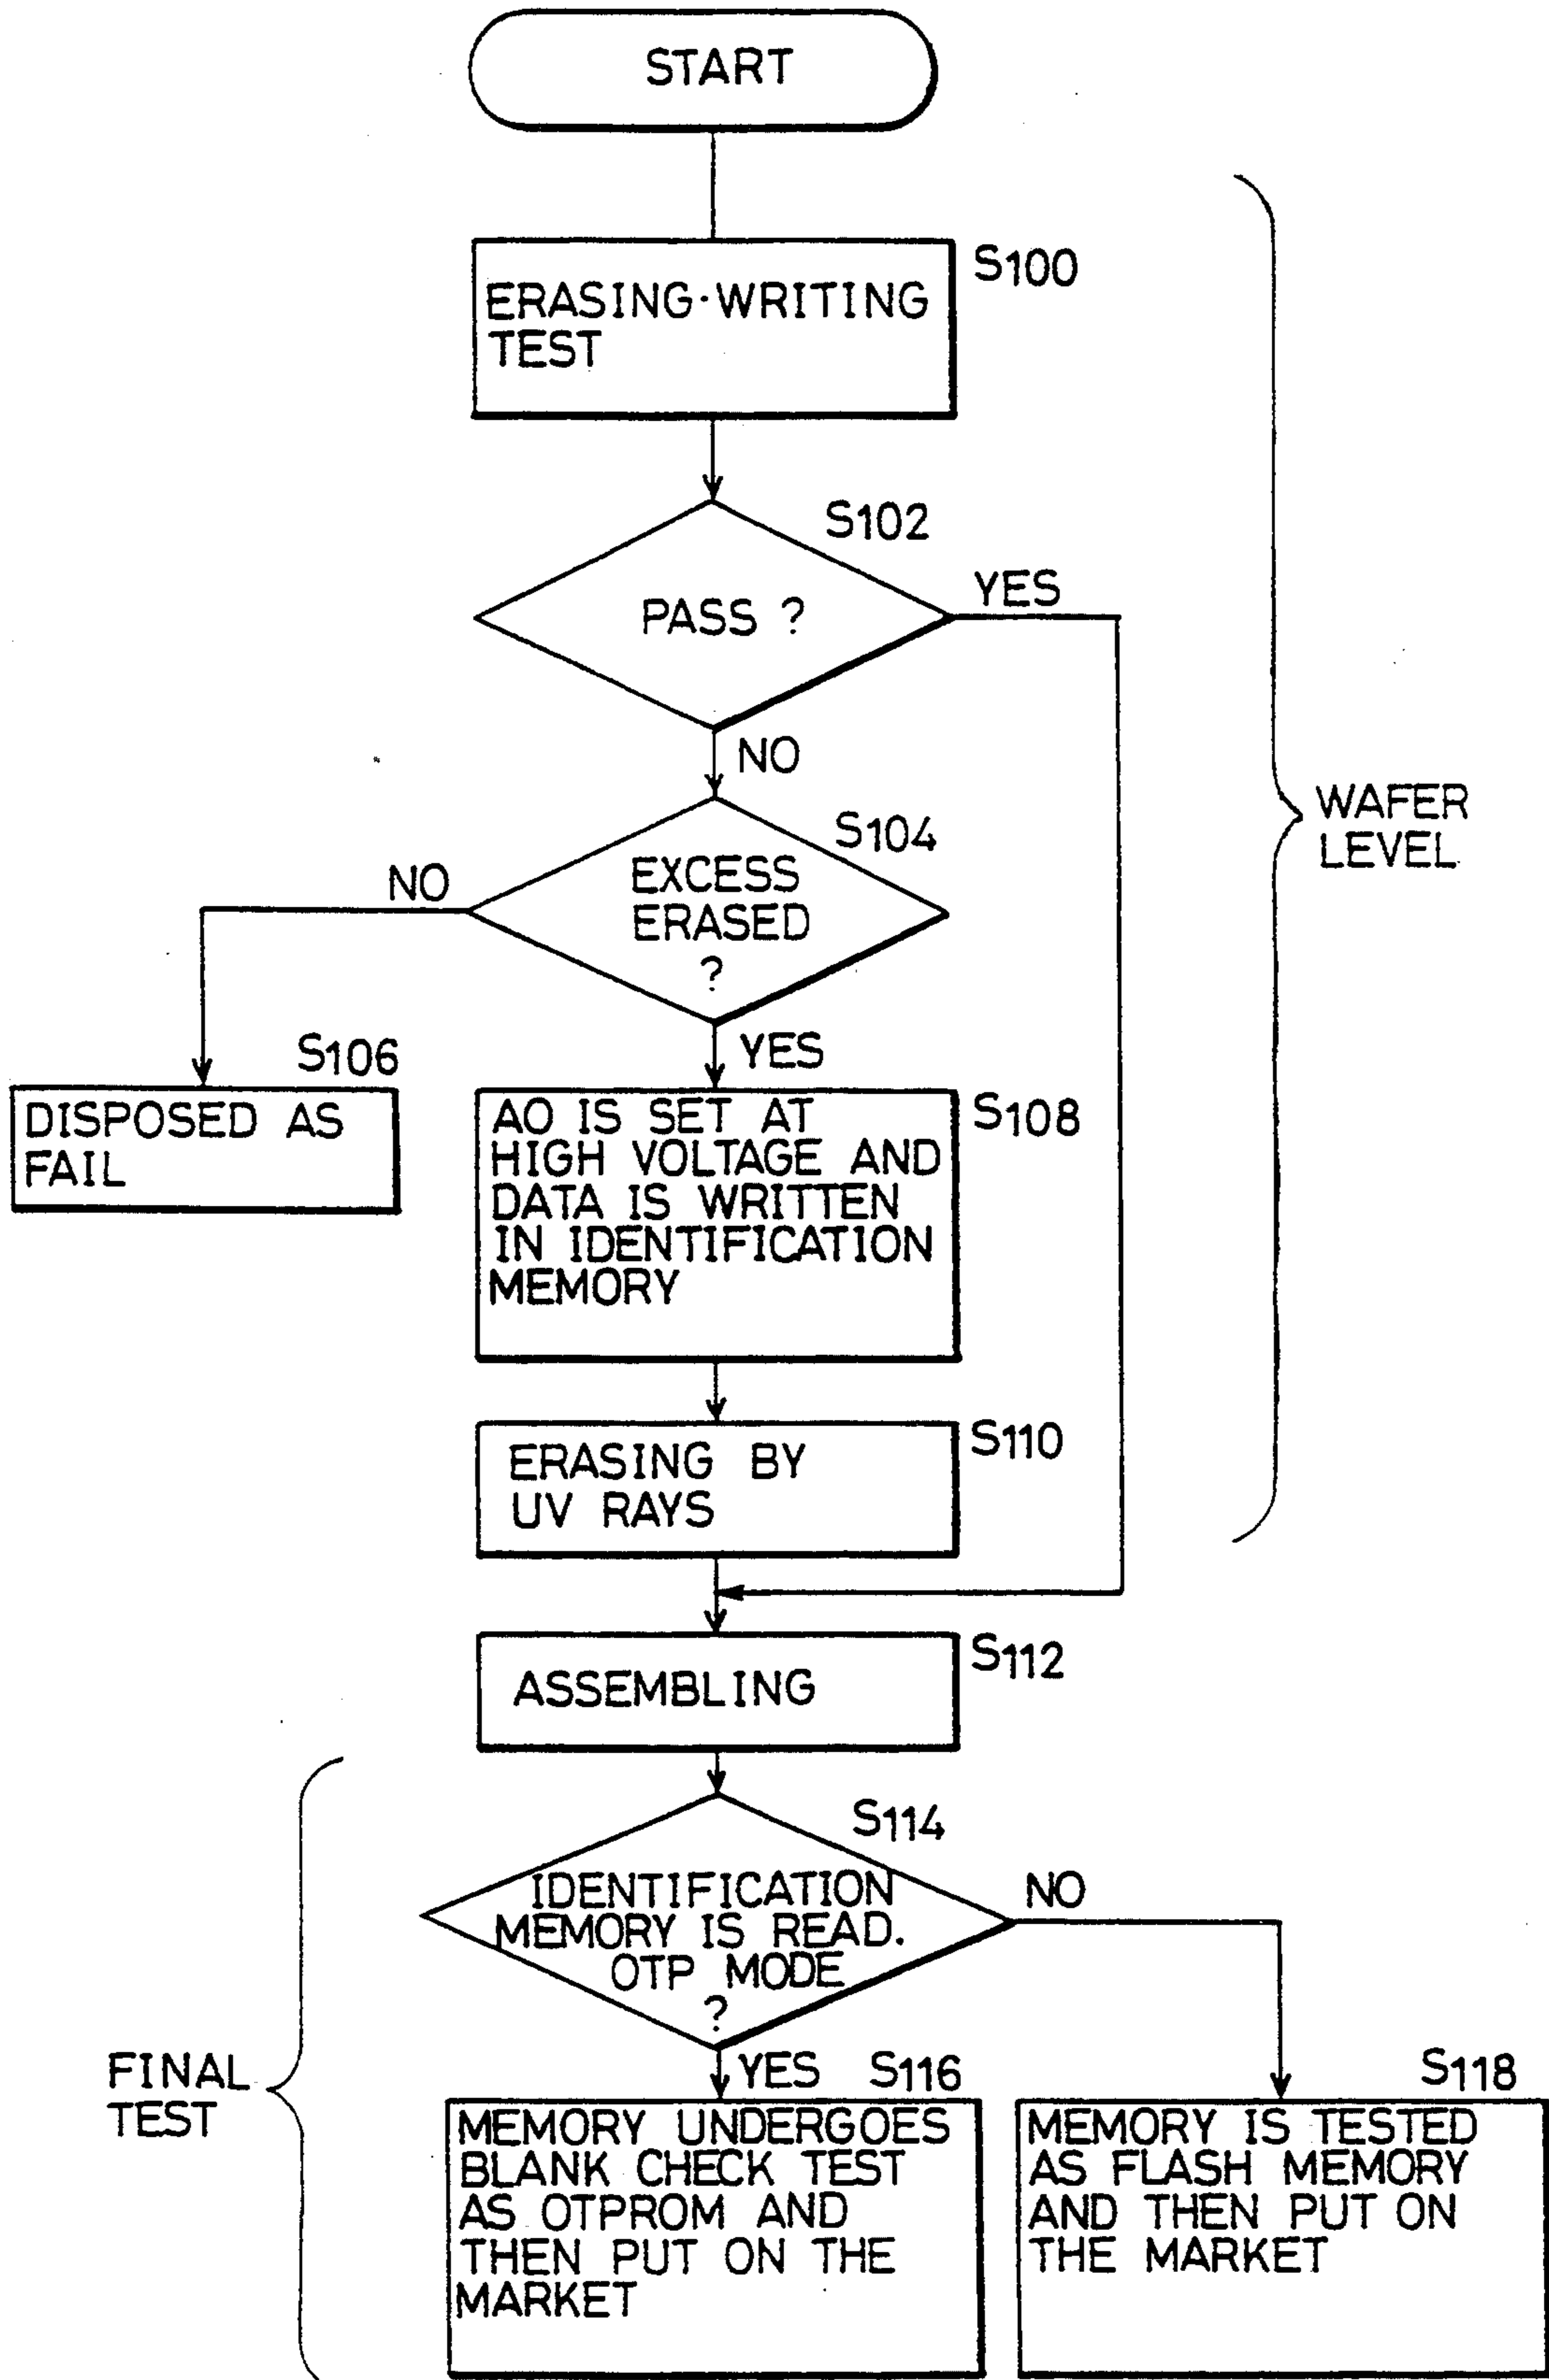 START
S100
ERASING·WRITING
TEST
S102
PASS ?
YES
NO
WAFER
LEVEL
S104
EXCESS
ERASED
?
NO
YES
S106
DISPOSED AS
FAIL
S108
AO IS SET AT
HIGH VOLTAGE AND
DATA IS WRITTEN
IN IDENTIFICATION
MEMORY
S110
ERASING BY
UV RAYS
S112
ASSEMBLING
S114
IDENTIFICATION
MEMORY IS READ.
OTP MODE
?
NO
YES
FINAL
TEST
S116
MEMORY UNDERGOES
BLANK CHECK TEST
AS OTPROM AND
THEN PUT ON THE
MARKET
S118
MEMORY IS TESTED
AS FLASH MEMORY
AND THEN PUT ON
THE MARKET